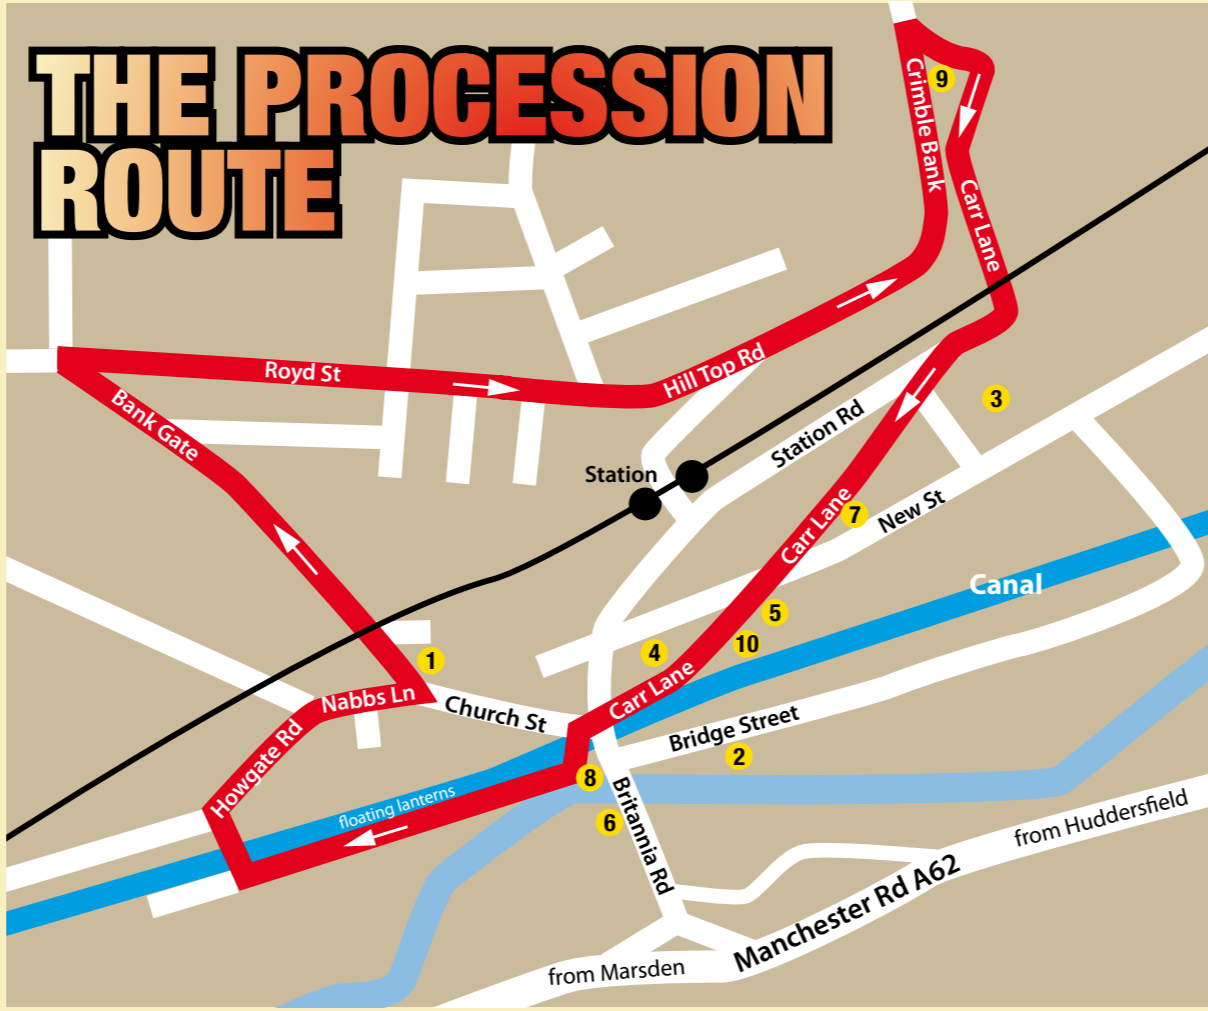 THE PROCESSION
ROUTE
9
Crimble Bank
Carr Lane
Royd St
Hill Top Rd
Bank Gate
3
Station Rd
Station
7
New St
Carr Lane
Canal
5
10
4
1
Nabbs Ln
Church St
Carr Lane
Bridge Street
2
Howgate Rd
8
floating lanterns
6
Britannia Rd
from Huddersfield
Manchester Rd A62
from Marsden